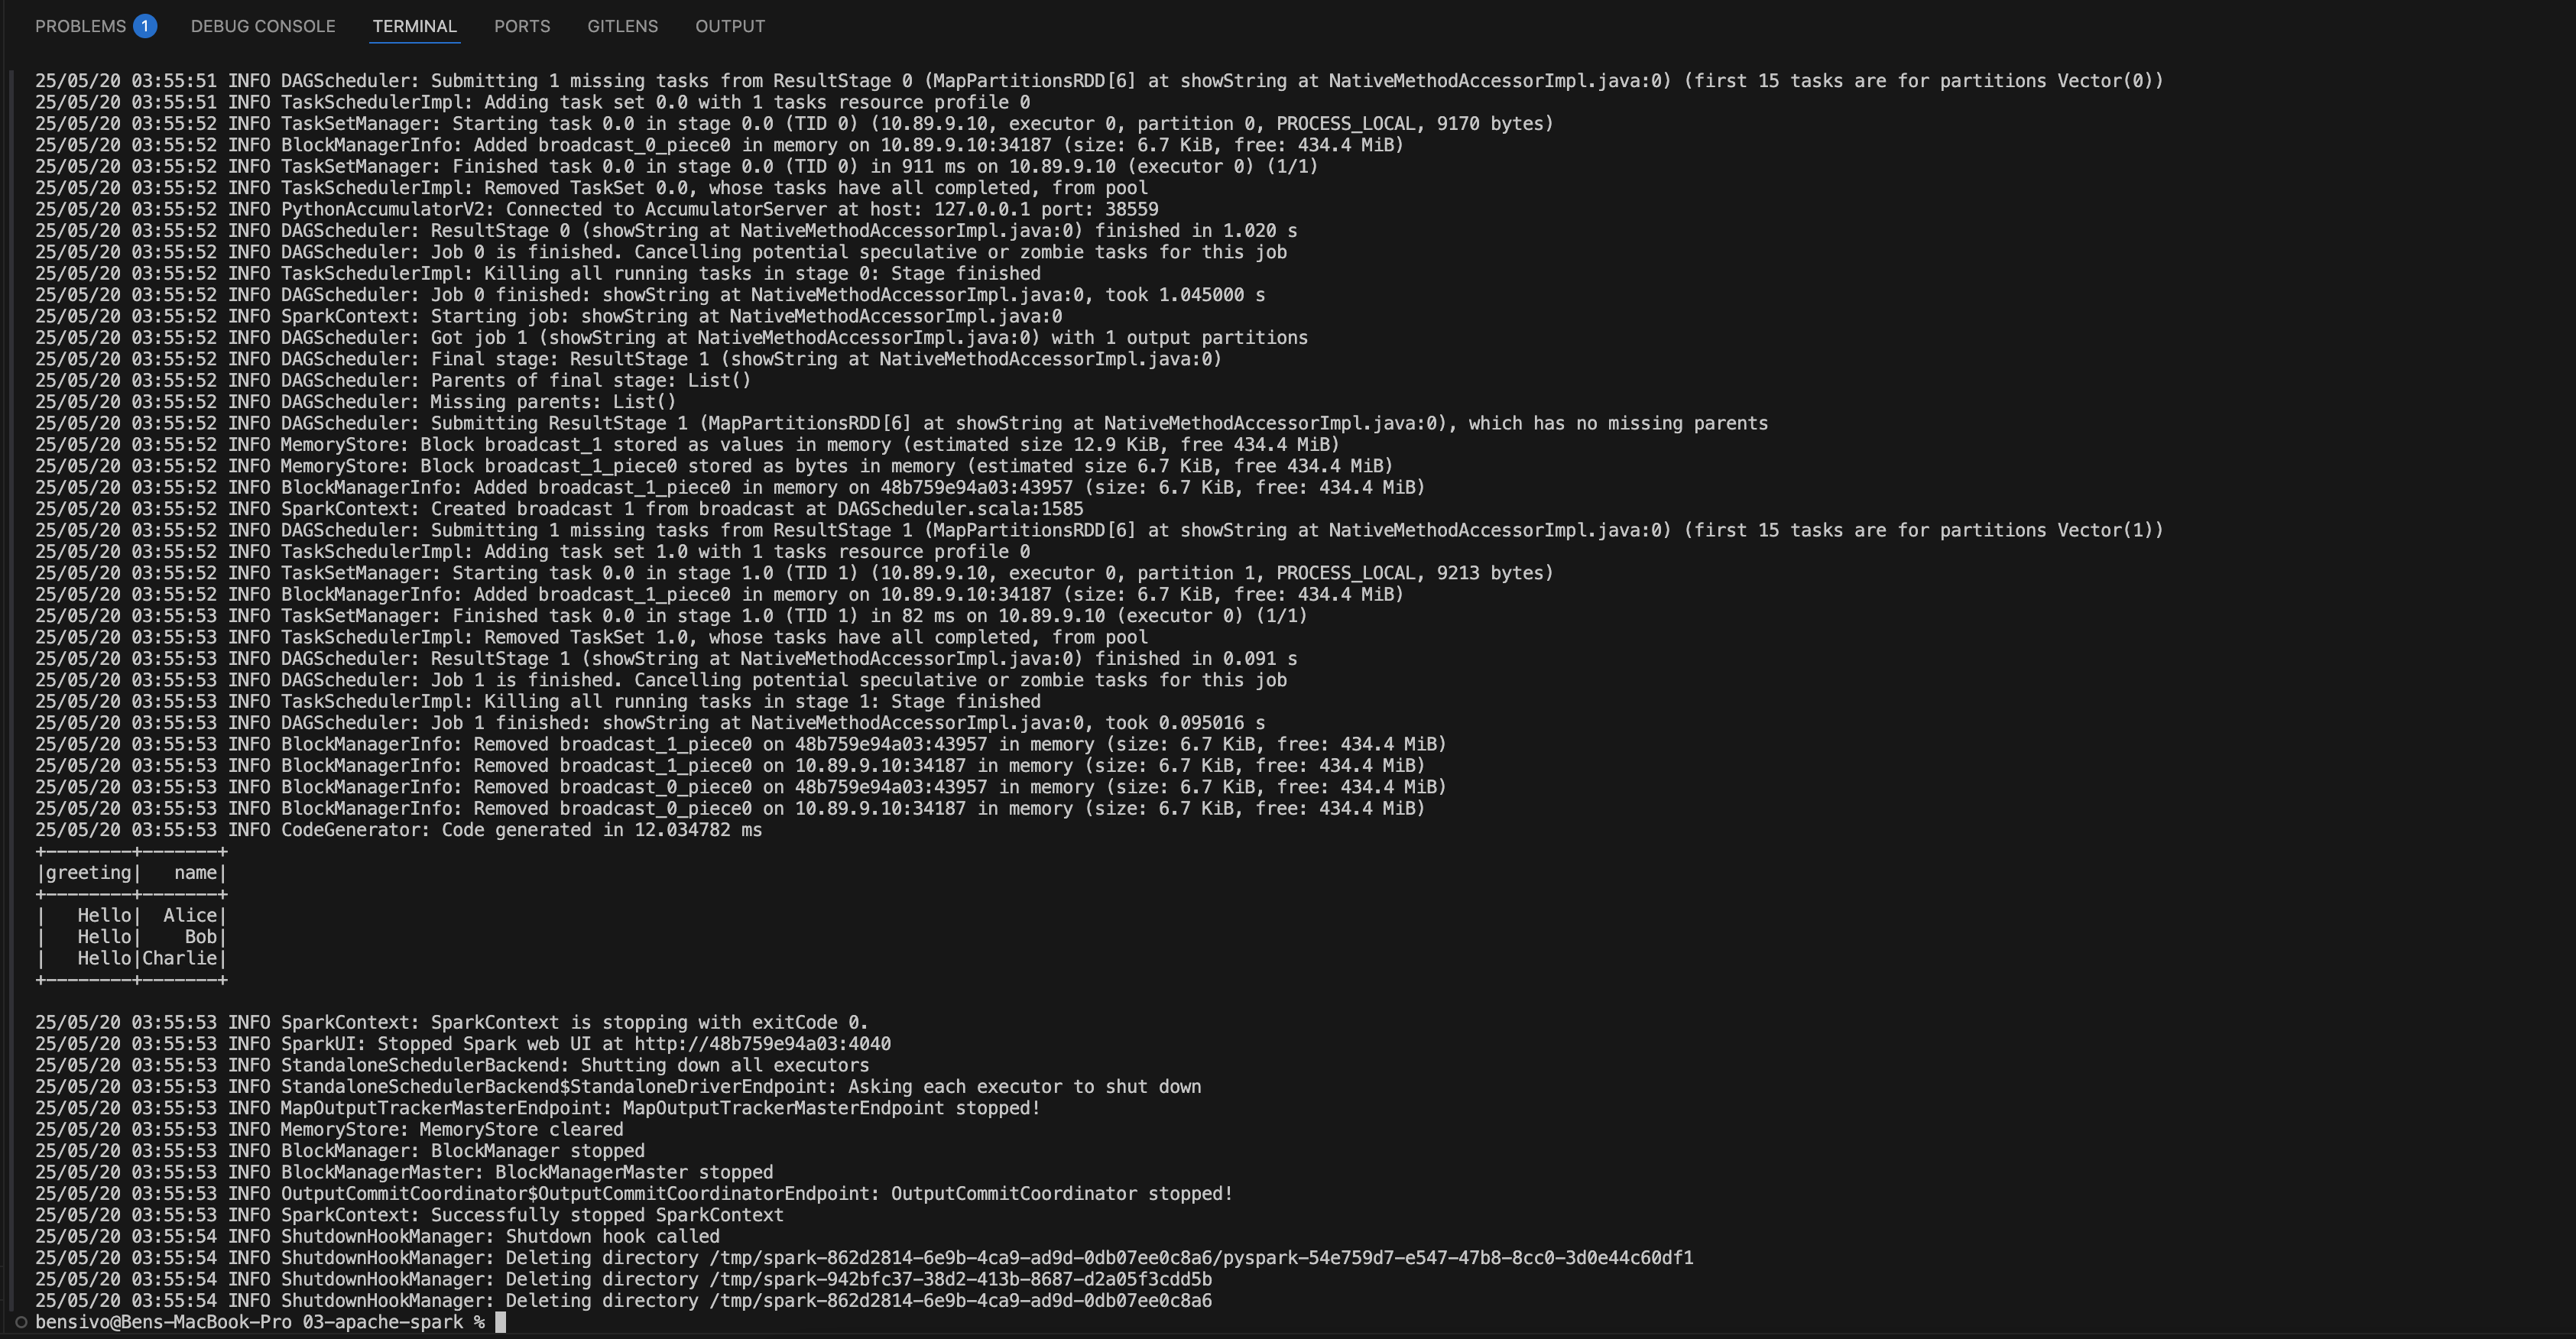 PROBLEMS 1 DEBUG CONSOLE TERMINAL PORTS GITLENS OUTPUT
25/05/20 03:55:51 INFO DAGScheduler: Submitting 1 missing tasks from ResultStage 0 (MapPartitionsRDD[6] at showString at NativeMethodAccessorImpl.java:0) (first 15 tasks are for partitions Vector(0))
25/05/20 03:55:51 INFO TaskSchedulerImpl: Adding task set 0.0 with 1 tasks resource profile 0
25/05/20 03:55:52 INFO TaskSetManager: Starting task 0.0 in stage 0.0 (TID 0) (10.89.9.10, executor 0, partition 0, PROCESS_LOCAL, 9170 bytes)
25/05/20 03:55:52 INFO BlockManagerInfo: Added broadcast_0_piece0 in memory on 10.89.9.10:34187 (size: 6.7 KiB, free: 434.4 MiB)
25/05/20 03:55:52 INFO TaskSetManager: Finished task 0.0 in stage 0.0 (TID 0) in 911 ms on 10.89.9.10 (executor 0) (1/1)
25/05/20 03:55:52 INFO TaskSchedulerImpl: Removed TaskSet 0.0, whose tasks have all completed, from pool
25/05/20 03:55:52 INFO PythonAccumulatorV2: Connected to AccumulatorServer at host: 127.0.0.1 port: 38559
25/05/20 03:55:52 INFO DAGScheduler: ResultStage 0 (showString at NativeMethodAccessorImpl.java:0) finished in 1.020 s
25/05/20 03:55:52 INFO DAGScheduler: Job 0 is finished. Cancelling potential speculative or zombie tasks for this job
25/05/20 03:55:52 INFO TaskSchedulerImpl: Killing all running tasks in stage 0: Stage finished
25/05/20 03:55:52 INFO DAGScheduler: Job 0 finished: showString at NativeMethodAccessorImpl.java:0, took 1.045000 s
25/05/20 03:55:52 INFO SparkContext: Starting job: showString at NativeMethodAccessorImpl.java:0
25/05/20 03:55:52 INFO DAGScheduler: Got job 1 (showString at NativeMethodAccessorImpl.java:0) with 1 output partitions
25/05/20 03:55:52 INFO DAGScheduler: Final stage: ResultStage 1 (showString at NativeMethodAccessorImpl.java:0)
25/05/20 03:55:52 INFO DAGScheduler: Parents of final stage: List()
25/05/20 03:55:52 INFO DAGScheduler: Missing parents: List()
25/05/20 03:55:52 INFO DAGScheduler: Submitting ResultStage 1 (MapPartitionsRDD[6] at showString at NativeMethodAccessorImpl.java:0), which has no missing parents
25/05/20 03:55:52 INFO MemoryStore: Block broadcast_1 stored as values in memory (estimated size 12.9 KiB, free 434.4 MiB)
25/05/20 03:55:52 INFO MemoryStore: Block broadcast_1_piece0 stored as bytes in memory (estimated size 6.7 KiB, free 434.4 MiB)
25/05/20 03:55:52 INFO BlockManagerInfo: Added broadcast_1_piece0 in memory on 48b759e94a03:43957 (size: 6.7 KiB, free: 434.4 MiB)
25/05/20 03:55:52 INFO SparkContext: Created broadcast 1 from broadcast at DAGScheduler.scala:1585
25/05/20 03:55:52 INFO DAGScheduler: Submitting 1 missing tasks from ResultStage 1 (MapPartitionsRDD[6] at showString at NativeMethodAccessorImpl.java:0) (first 15 tasks are for partitions Vector(1))
25/05/20 03:55:52 INFO TaskSchedulerImpl: Adding task set 1.0 with 1 tasks resource profile 0
25/05/20 03:55:52 INFO TaskSetManager: Starting task 0.0 in stage 1.0 (TID 1) (10.89.9.10, executor 0, partition 1, PROCESS_LOCAL, 9213 bytes)
25/05/20 03:55:52 INFO BlockManagerInfo: Added broadcast_1_piece0 in memory on 10.89.9.10:34187 (size: 6.7 KiB, free: 434.4 MiB)
25/05/20 03:55:53 INFO TaskSetManager: Finished task 0.0 in stage 1.0 (TID 1) in 82 ms on 10.89.9.10 (executor 0) (1/1)
25/05/20 03:55:53 INFO TaskSchedulerImpl: Removed TaskSet 1.0, whose tasks have all completed, from pool
25/05/20 03:55:53 INFO DAGScheduler: ResultStage 1 (showString at NativeMethodAccessorImpl.java:0) finished in 0.091 s
25/05/20 03:55:53 INFO DAGScheduler: Job 1 is finished. Cancelling potential speculative or zombie tasks for this job
25/05/20 03:55:53 INFO TaskSchedulerImpl: Killing all running tasks in stage 1: Stage finished
25/05/20 03:55:53 INFO DAGScheduler: Job 1 finished: showString at NativeMethodAccessorImpl.java:0, took 0.095016 s
25/05/20 03:55:53 INFO BlockManagerInfo: Removed broadcast_1_piece0 on 48b759e94a03:43957 in memory (size: 6.7 KiB, free: 434.4 MiB)
25/05/20 03:55:53 INFO BlockManagerInfo: Removed broadcast_1_piece0 on 10.89.9.10:34187 in memory (size: 6.7 KiB, free: 434.4 MiB)
25/05/20 03:55:53 INFO BlockManagerInfo: Removed broadcast_0_piece0 on 48b759e94a03:43957 in memory (size: 6.7 KiB, free: 434.4 MiB)
25/05/20 03:55:53 INFO BlockManagerInfo: Removed broadcast_0_piece0 on 10.89.9.10:34187 in memory (size: 6.7 KiB, free: 434.4 MiB)
25/05/20 03:55:53 INFO CodeGenerator: Code generated in 12.034782 ms
+--------+-------+
|greeting|   name|
+--------+-------+
|   Hello|  Alice|
|   Hello|    Bob|
|   Hello|Charlie|
+--------+-------+
25/05/20 03:55:53 INFO SparkContext: SparkContext is stopping with exitCode 0.
25/05/20 03:55:53 INFO SparkUI: Stopped Spark web UI at http://48b759e94a03:4040
25/05/20 03:55:53 INFO StandaloneSchedulerBackend: Shutting down all executors
25/05/20 03:55:53 INFO StandaloneSchedulerBackend$StandaloneDriverEndpoint: Asking each executor to shut down
25/05/20 03:55:53 INFO MapOutputTrackerMasterEndpoint: MapOutputTrackerMasterEndpoint stopped!
25/05/20 03:55:53 INFO MemoryStore: MemoryStore cleared
25/05/20 03:55:53 INFO BlockManager: BlockManager stopped
25/05/20 03:55:53 INFO BlockManagerMaster: BlockManagerMaster stopped
25/05/20 03:55:53 INFO OutputCommitCoordinator$OutputCommitCoordinatorEndpoint: OutputCommitCoordinator stopped!
25/05/20 03:55:53 INFO SparkContext: Successfully stopped SparkContext
25/05/20 03:55:54 INFO ShutdownHookManager: Shutdown hook called
25/05/20 03:55:54 INFO ShutdownHookManager: Deleting directory /tmp/spark-862d2814-6e9b-4ca9-ad9d-0db07ee0c8a6/pyspark-54e759d7-e547-47b8-8cc0-3d0e44c60df1
25/05/20 03:55:54 INFO ShutdownHookManager: Deleting directory /tmp/spark-942bfc37-38d2-413b-8687-d2a05f3cdd5b
25/05/20 03:55:54 INFO ShutdownHookManager: Deleting directory /tmp/spark-862d2814-6e9b-4ca9-ad9d-0db07ee0c8a6
bensivo@Bens-MacBook-Pro 03-apache-spark %